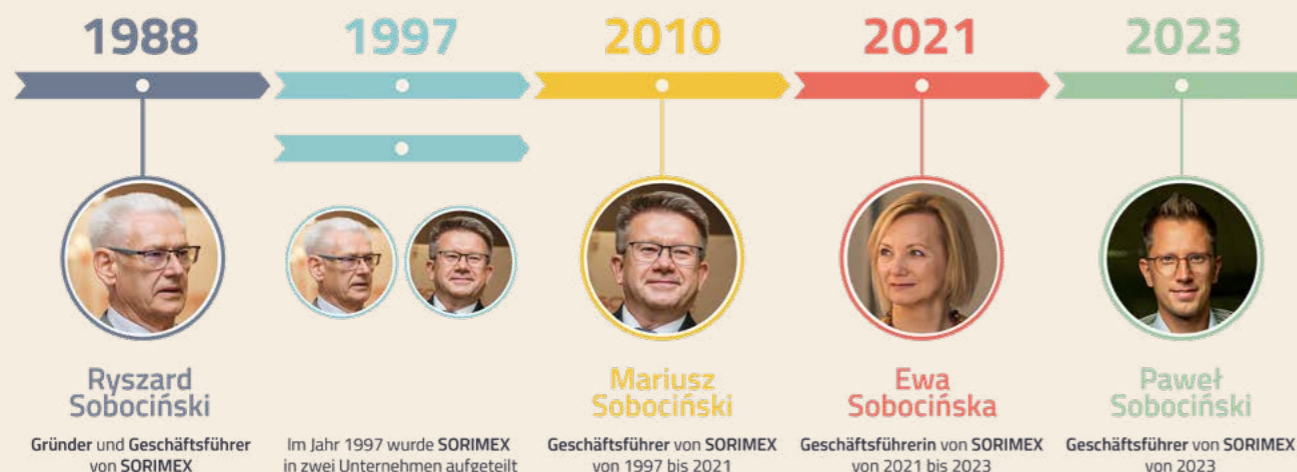 1988
1997
2010
2021
2023
Ryszard
Sobociński
Mariusz
Sobociński
Ewa
Sobocińska
Paweł
Sobociński
Gründer und Geschäftsführer
von SORIMEX
Im Jahr 1997 wurde SORIMEX
in zwei Unternehmen aufgeteilt
Geschäftsführer von SORIMEX
von 1997 bis 2021
Geschäftsführerin von SORIMEX
von 2021 bis 2023
Geschäftsführer von SORIMEX
von 2023